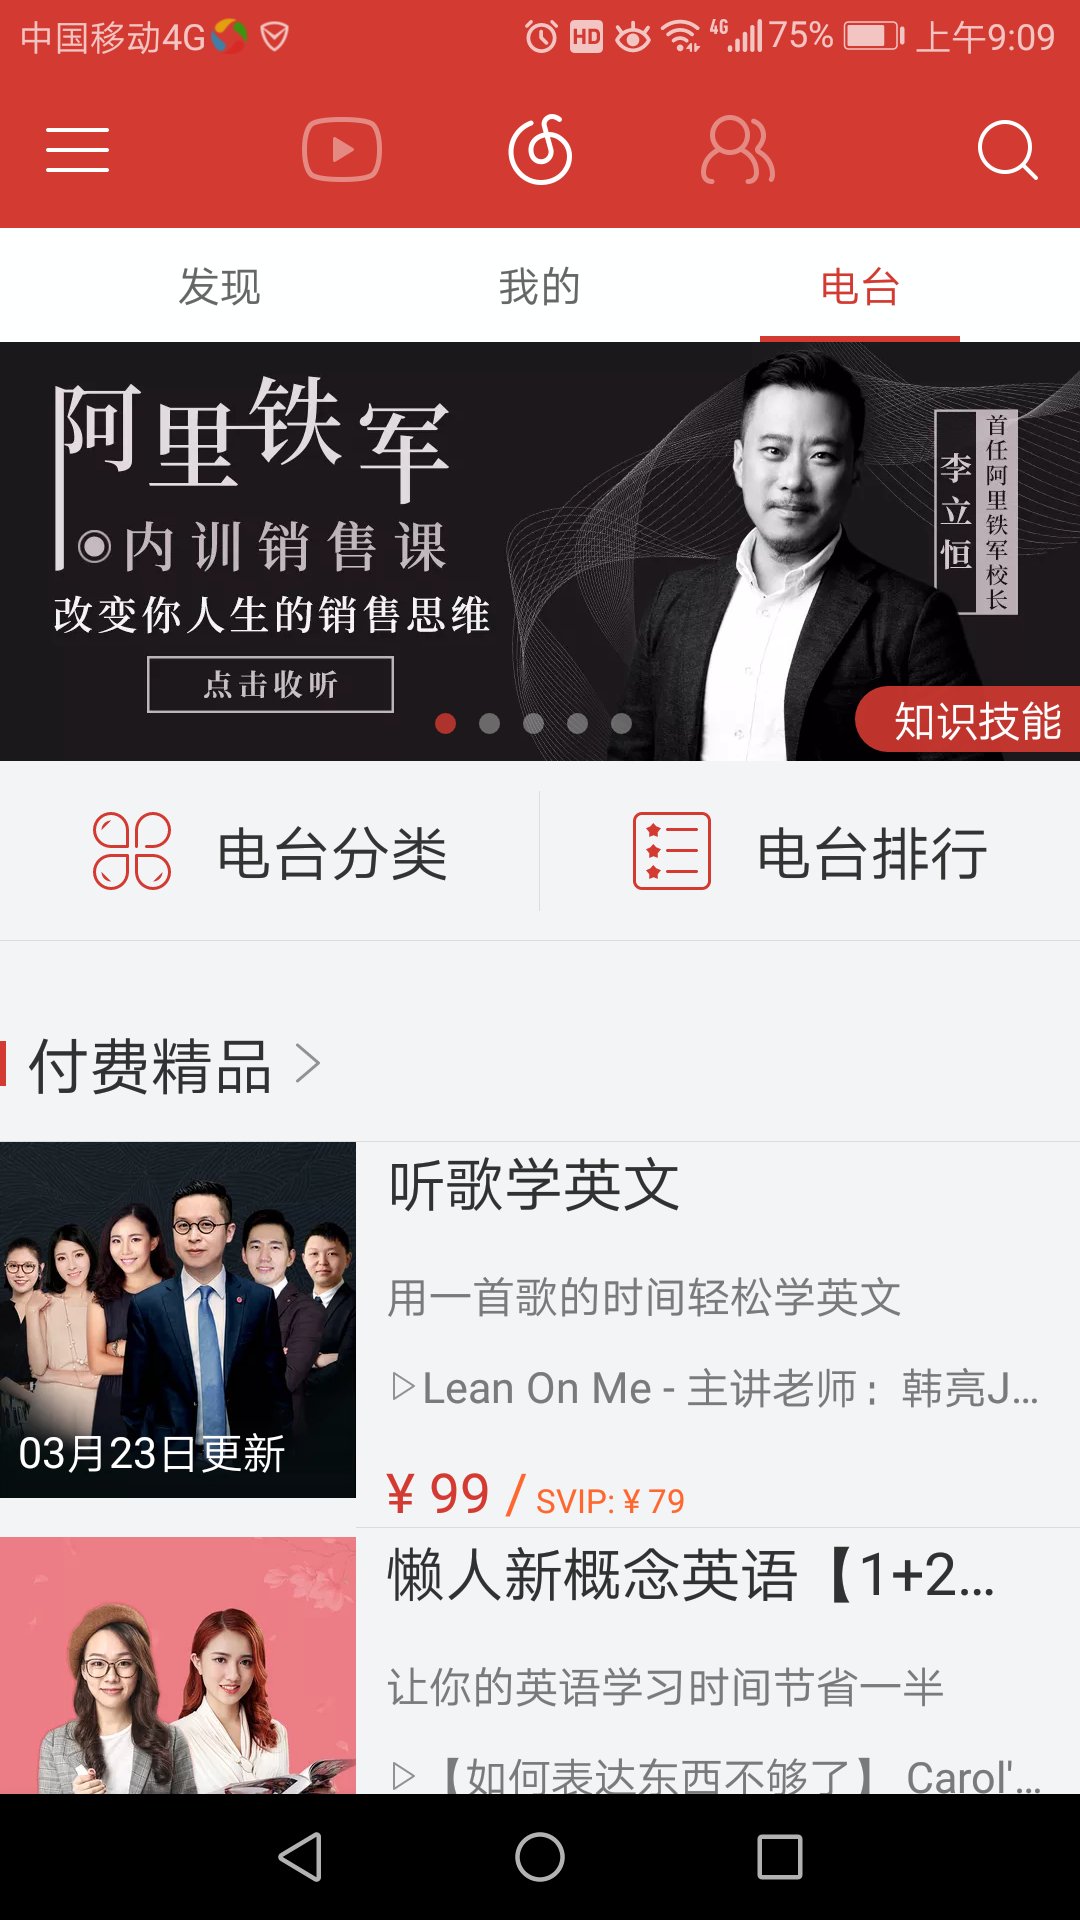 中国移动4G
HD
4G
75%
上午9:09
发现
我的
电台
阿里铁军
内训销售课
改变你人生的销售思维
点击收听
首任阿里铁军校长
李立恒
知识技能
电台分类
电台排行
付费精品
听歌学英文
用一首歌的时间轻松学英文
Lean On Me - 主讲老师：韩亮J...
03月23日更新
¥ 99 / SVIP: ¥ 79
懒人新概念英语【1+2...
让你的英语学习时间节省一半
【如何表达东西不够了】 Carol'...